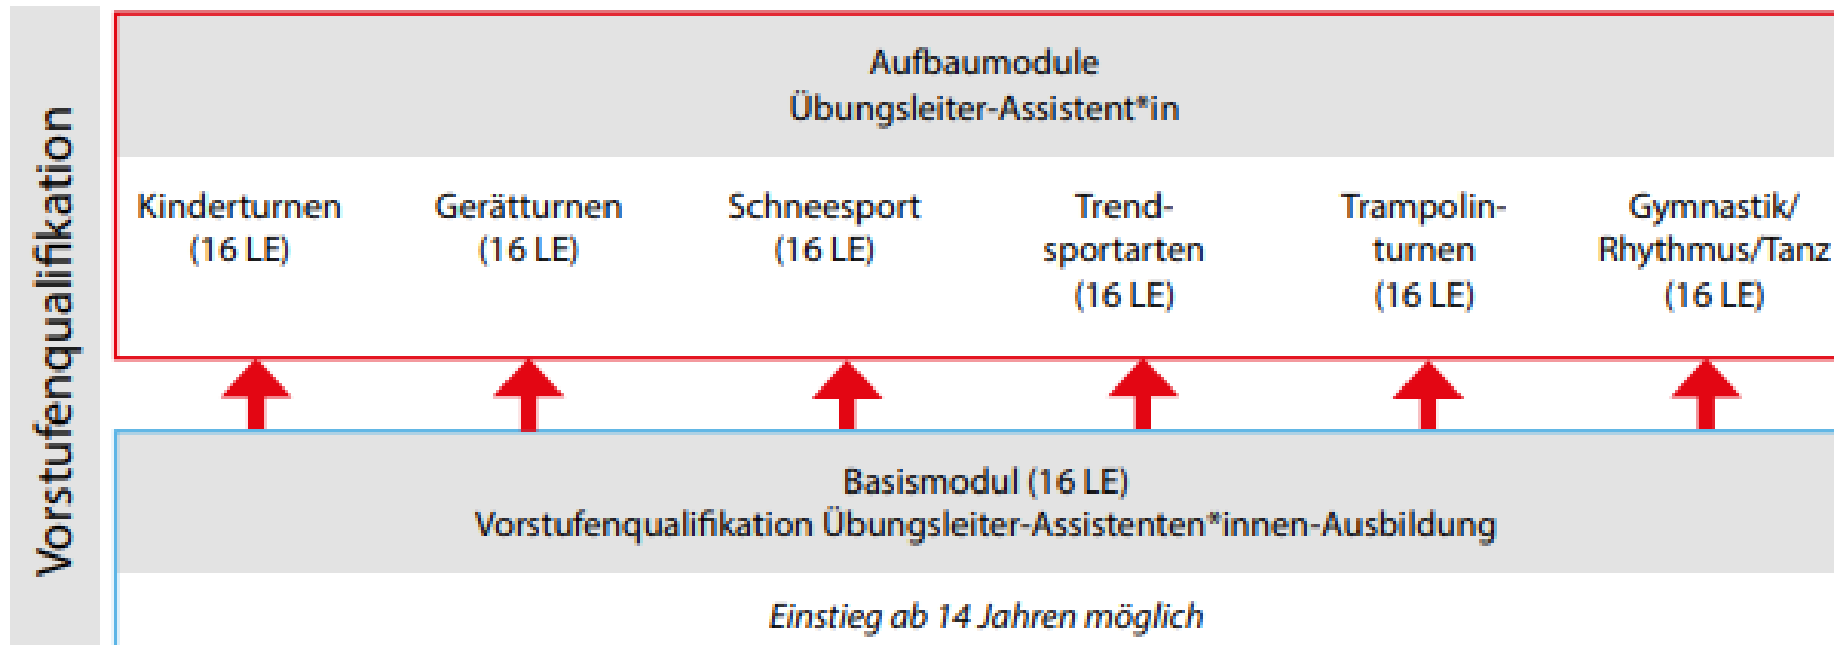 Vorstufenqualifikation
Aufbaumodule
Übungsleiter-Assistent*in
Kinderturnen
(16 LE)
Gerätturnen
(16 LE)
Schneesport
(16 LE)
Trend-
sportarten
(16 LE)
Trampolin-
turnen
(16 LE)
Gymnastik/
Rhythmus/Tanz
(16 LE)
Basismodul (16 LE)
Vorstufenqualifikation Übungsleiter-Assistenten*innen-Ausbildung
Einstieg ab 14 Jahren möglich